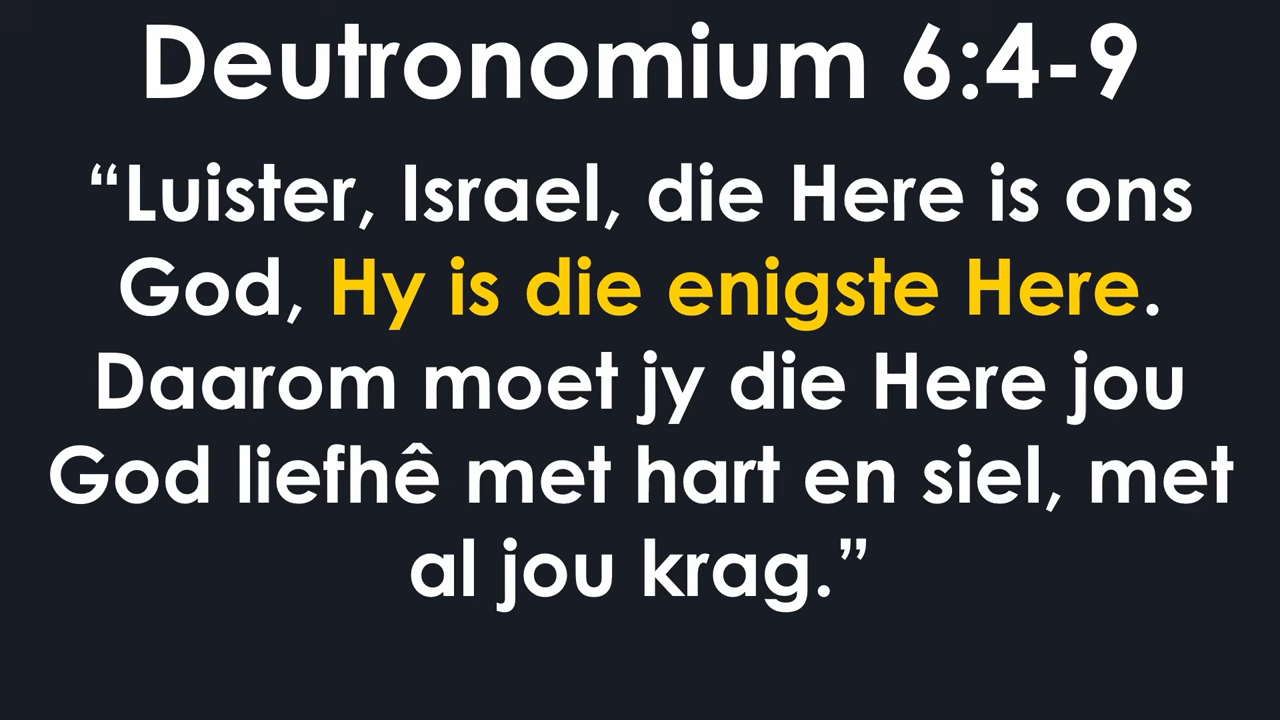 Deutronomium 6:4-9
“Luister, Israel, die Here is ons
God, Hy is die enigste Here.
Daarom moet jy die Here jou
God liefhê met hart en siel, met
al jou krag.”